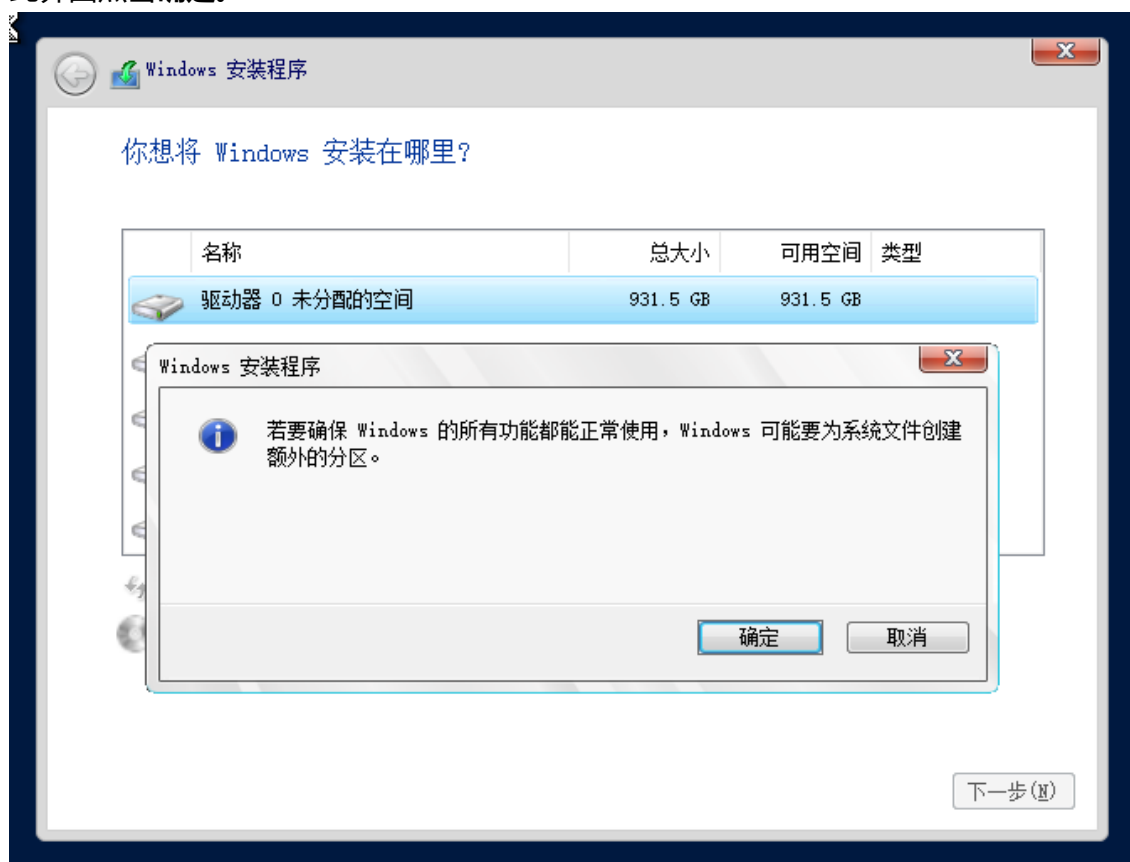 Windows 安装程序
你想将 Windows 安装在哪里?
名称 总大小 可用空间 类型
驱动器 0 未分配的空间 931.5 GB 931.5 GB
Windows 安装程序
若要确保 Windows 的所有功能都能正常使用，Windows 可能要为系统文件创建
额外的分区。
确定 取消
下一步(N)